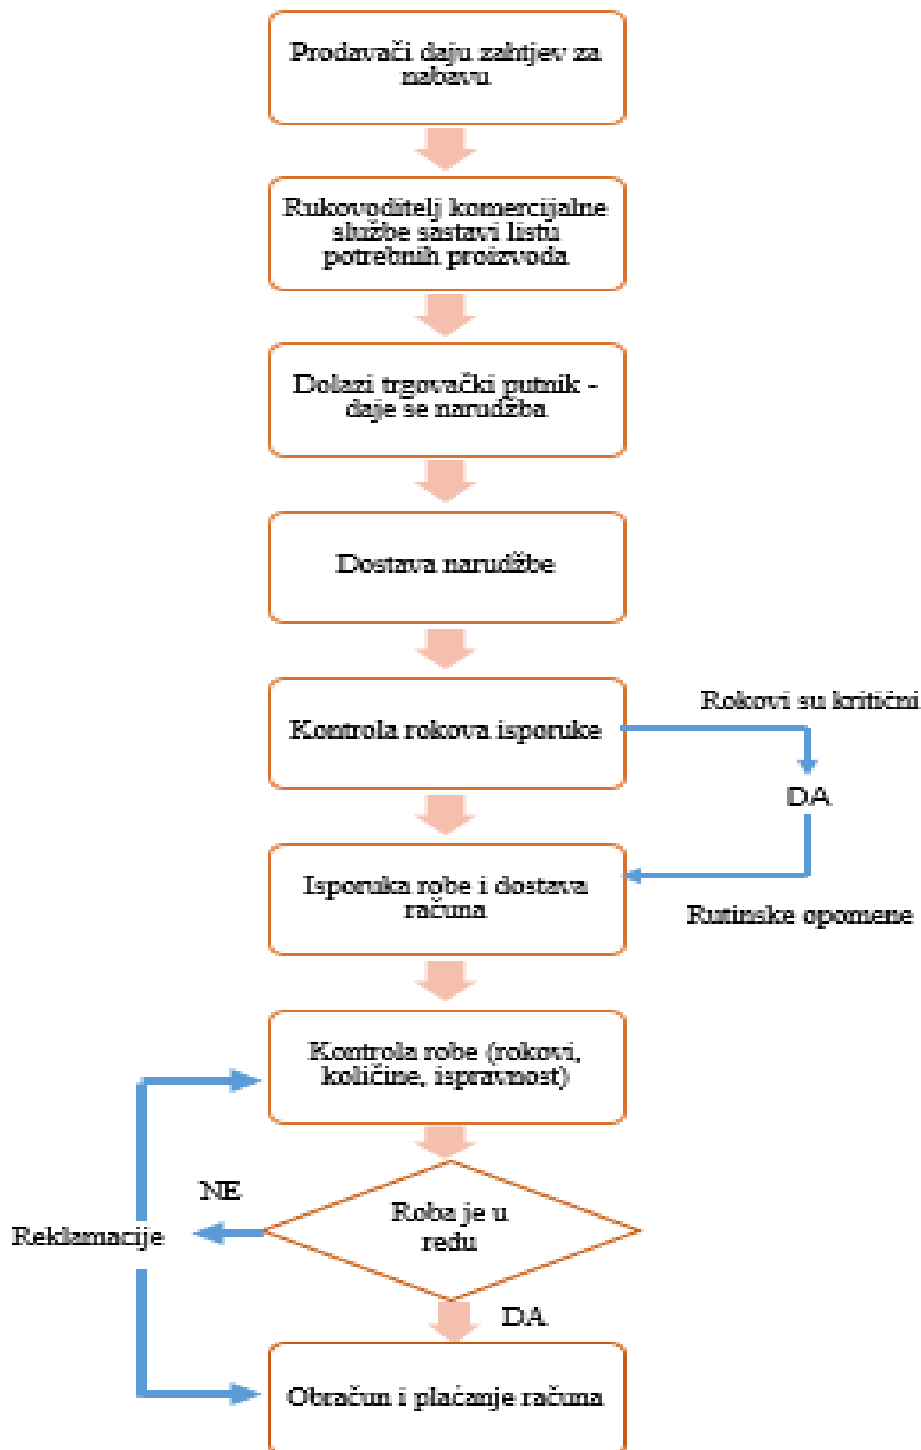 Prodavači daju zahtjev za
nabavu
Rukovoditelj komercijalne
službe sastavi listu
potrebnih proizvoda
Dolazi trgovački putnik -
daje se narudžba
Dostava narudžbe
Kontrola rokova isporuke
Rokovi su kritični
DA
Isporuka robe i dostava
računa
Rutinske opomene
Kontrola robe (rokovi,
količine, ispravnost)
NE
Roba je u
redu
Reklamacije
DA
Obračun i plaćanje računa